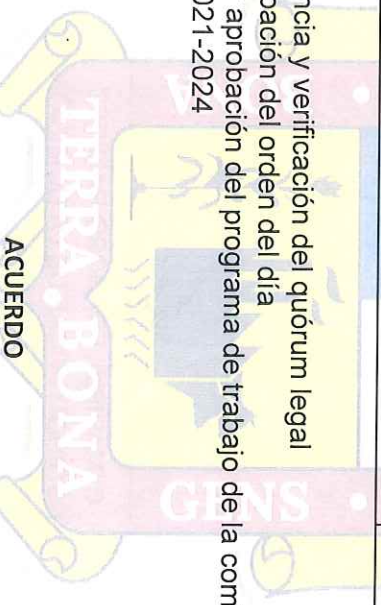 ncia y verificación del quórum legal
bación del orden del día
aprobación del programa de trabajo de la com
021-2024
TERRA BONA
GENS
ACUERDO